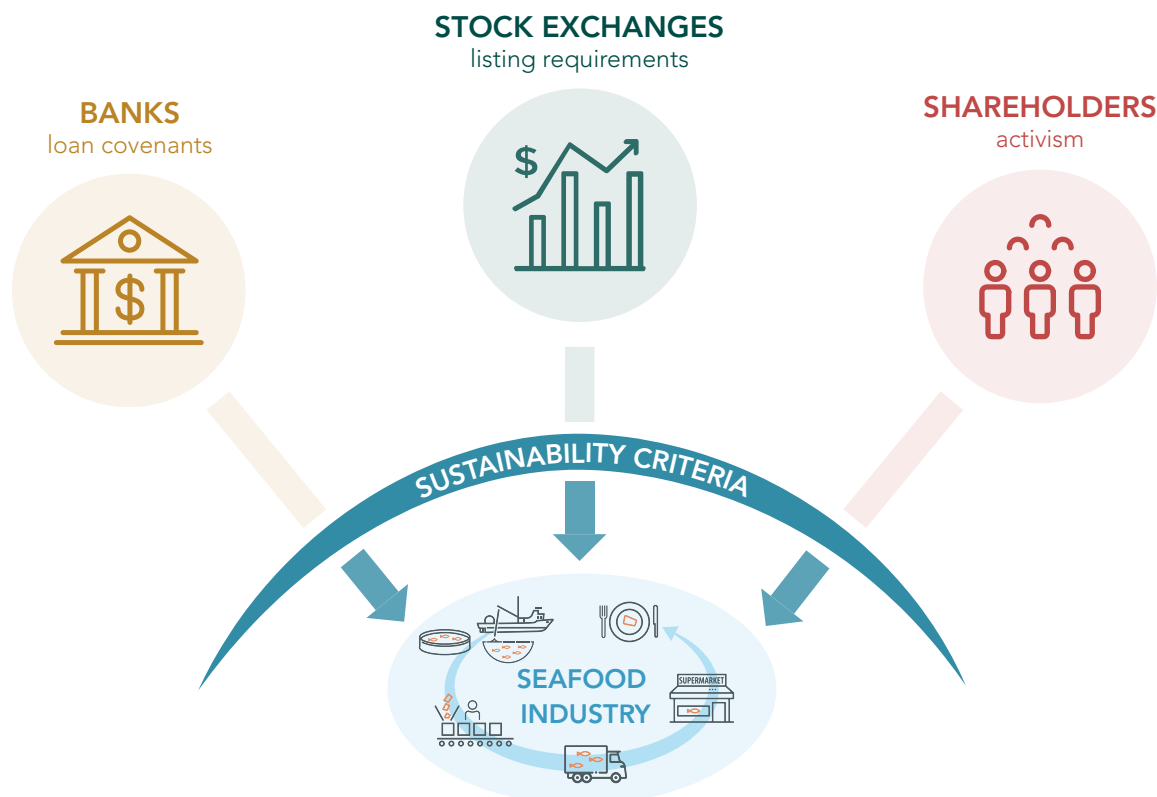 STOCK EXCHANGES
listing requirements
BANKS
loan covenants
SHAREHOLDERS
activism
$
$
SUSTAINABILITY CRITERIA
SEAFOOD
INDUSTRY
SUPERMARKET